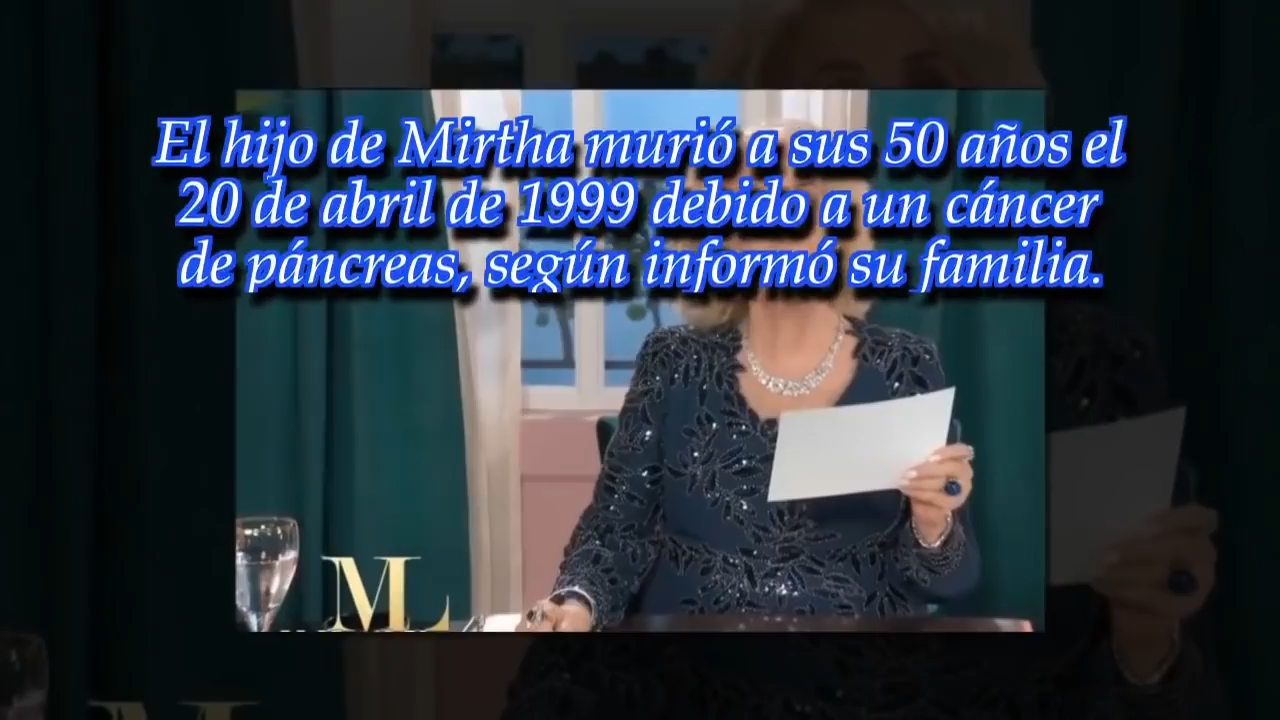 El hijo de Mirtha murió a sus 50 años el
20 de abril de 1999 debido a un cáncer
de páncreas, según informó su familia.
ML